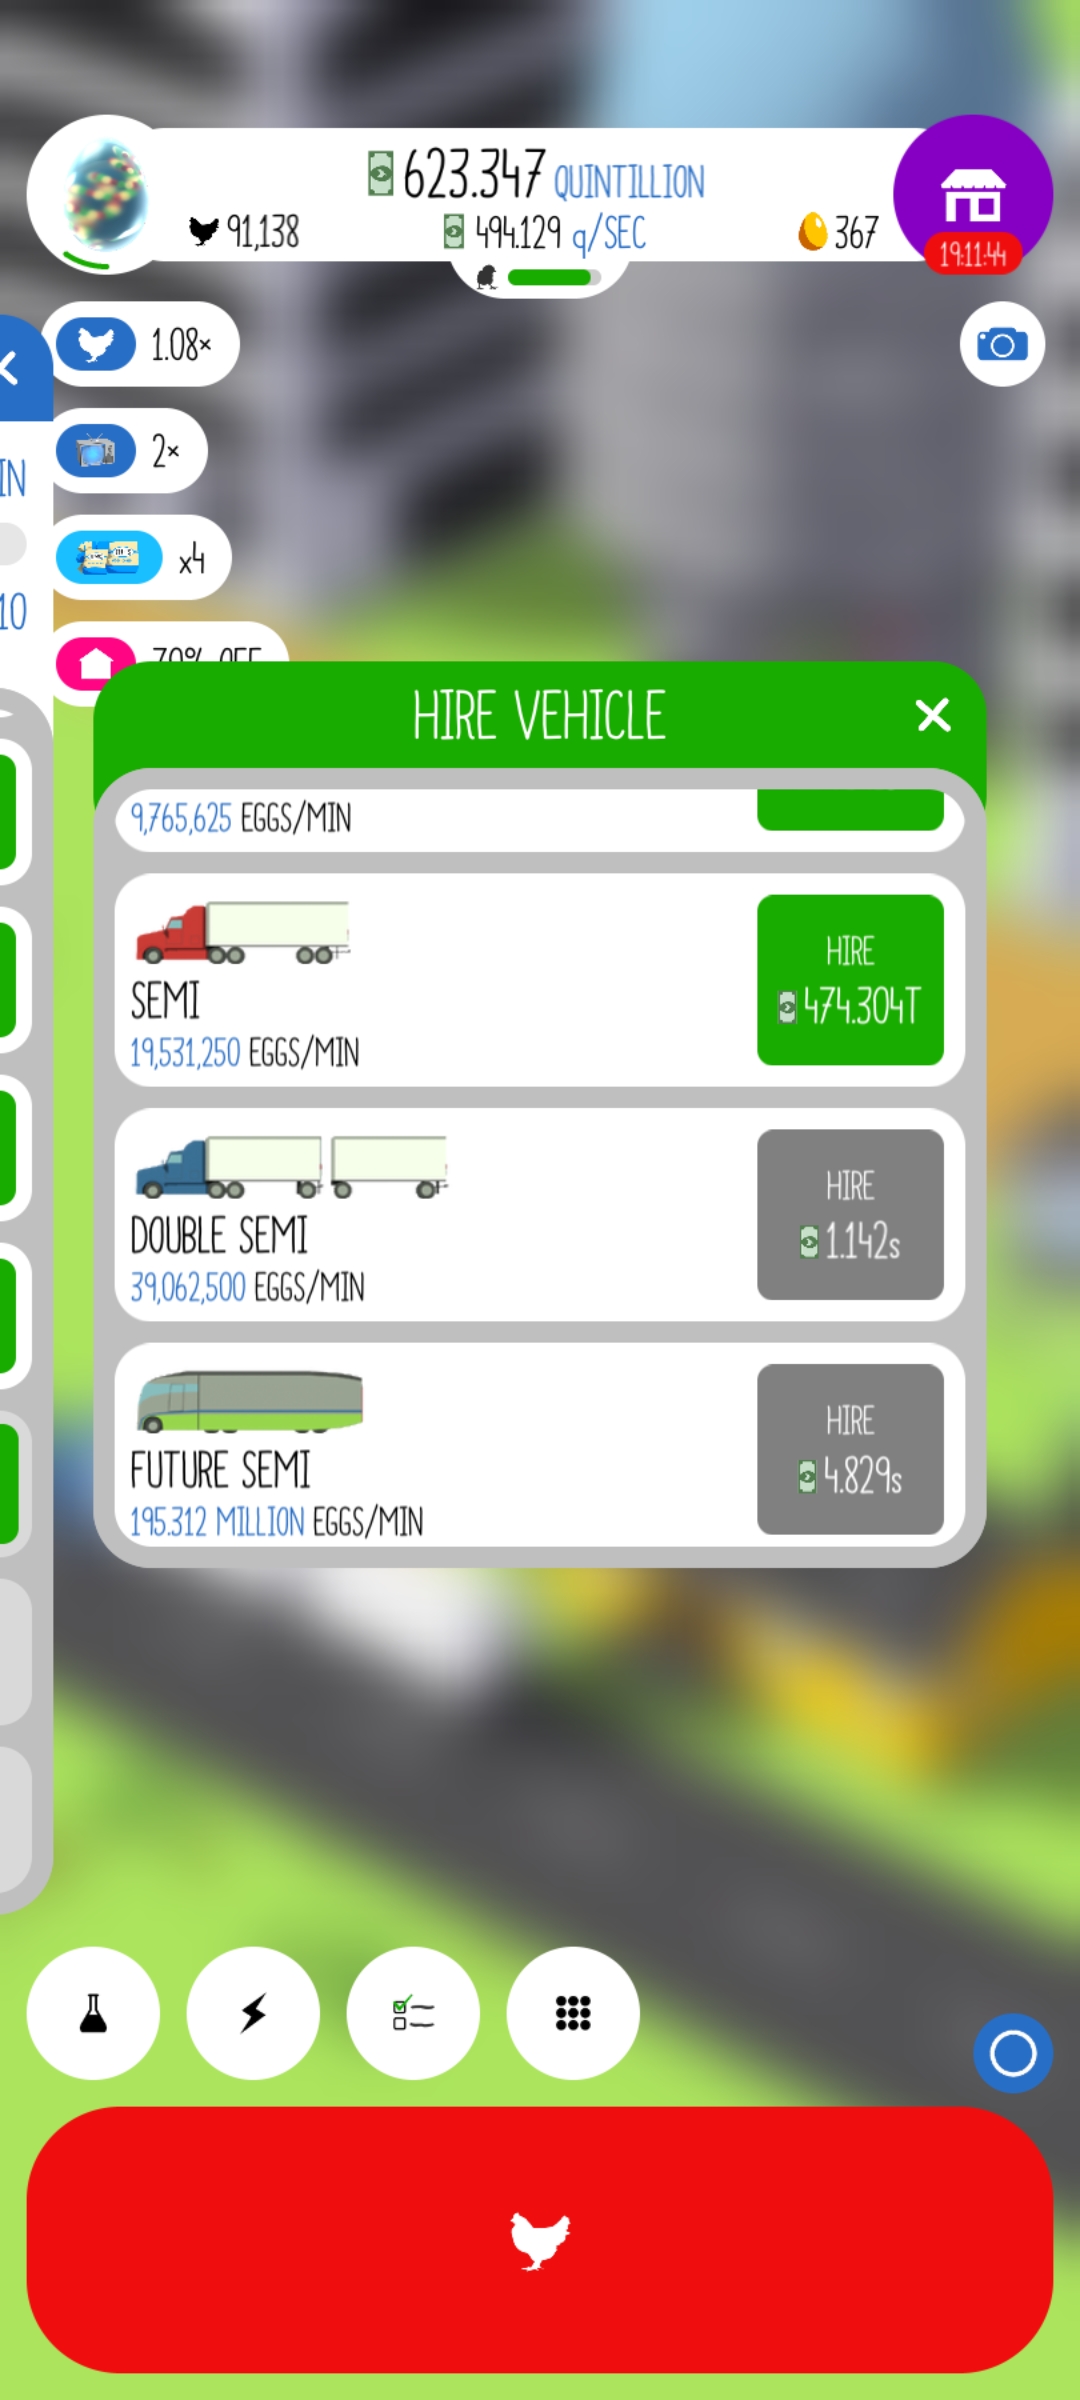 623.347 QUINTILLION
91,138
494.129 q/SEC
367
19:11:44
1.08×
2×
IN
x4
10
70% OFF
HIRE VEHICLE
9,765,625 EGGS/MIN
SEMI
19,531,250 EGGS/MIN
HIRE
474.304T
DOUBLE SEMI
39,062,500 EGGS/MIN
HIRE
1.142s
FUTURE SEMI
195.312 MILLION EGGS/MIN
HIRE
4.829s